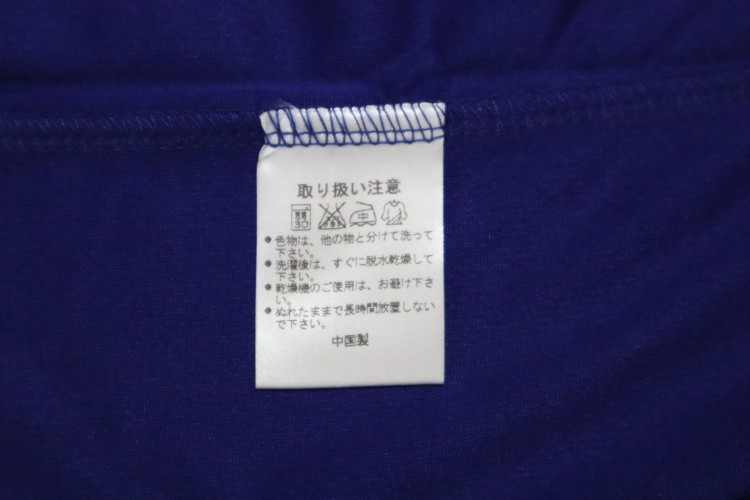 取り扱い注意
30 中
● 色物は、他の物と分けて洗って
下さい。
● 洗濯後は、すぐに脱水乾燥して
下さい。
● 乾燥機のご使用は、お避け下さ
い。
● ぬれたままで長時間放置しない
で下さい。
中国製